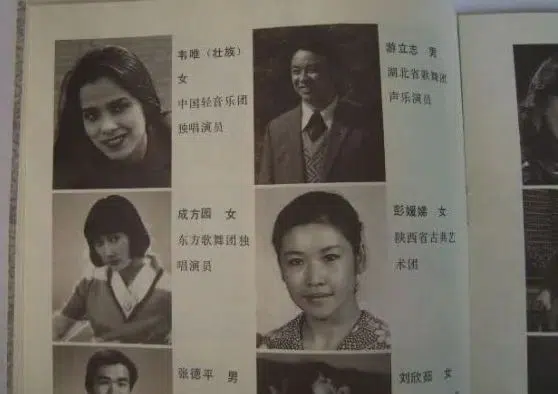 韦唯（壮族）
女
中国轻音乐团
独唱演员
游立志 男
湖北省歌舞团
声乐演员
成方圆 女
东方歌舞团独
唱演员
彭媛娣 女
陕西省古典艺
术团
张德平 男
刘欣茹 女